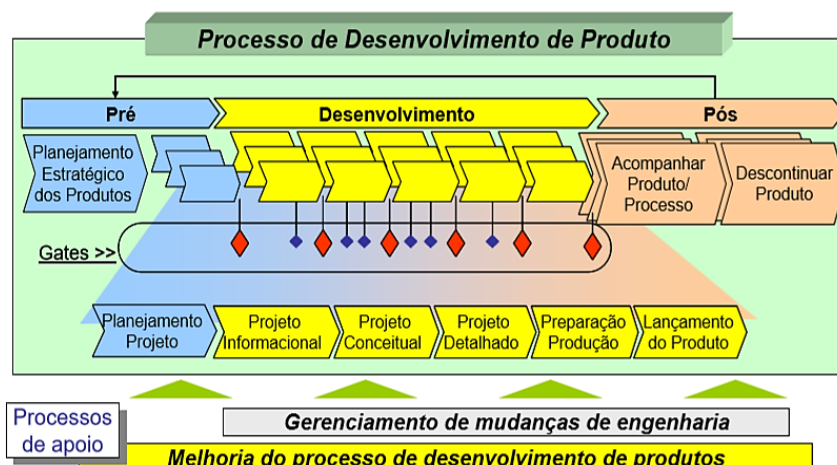 Processo de Desenvolvimento de Produto
Pré
Desenvolvimento
Pós
Planejamento
Estratégico
dos Produtos
Acompanhar
Produto/
Processo
Descontinuar
Produto
Gates >>
Planejamento
Projeto
Projeto
Informacional
Projeto
Conceitual
Projeto
Detalhado
Preparação
Produção
Lançamento
do Produto
Processos
de apoio
Gerenciamento de mudanças de engenharia
Melhoria do processo de desenvolvimento de produtos